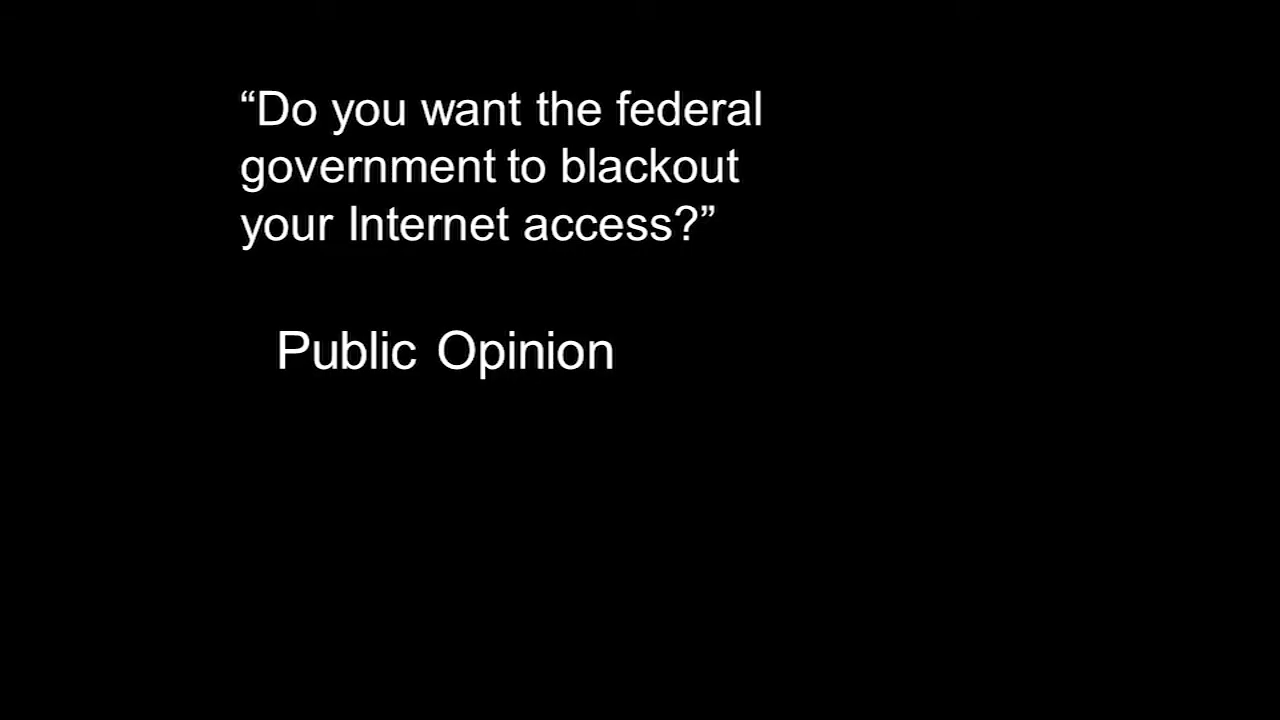 “Do you want the federal
government to blackout
your Internet access?”
Public Opinion